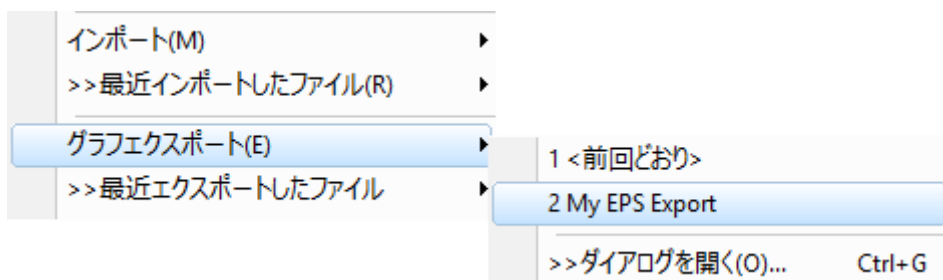 インポート(M)
>>最近インポートしたファイル(R)
グラフエクスポート(E)
>>最近エクスポートしたファイル
1 <前回どおり>
2 My EPS Export
>>ダイアログを開く(O)... Ctrl+G